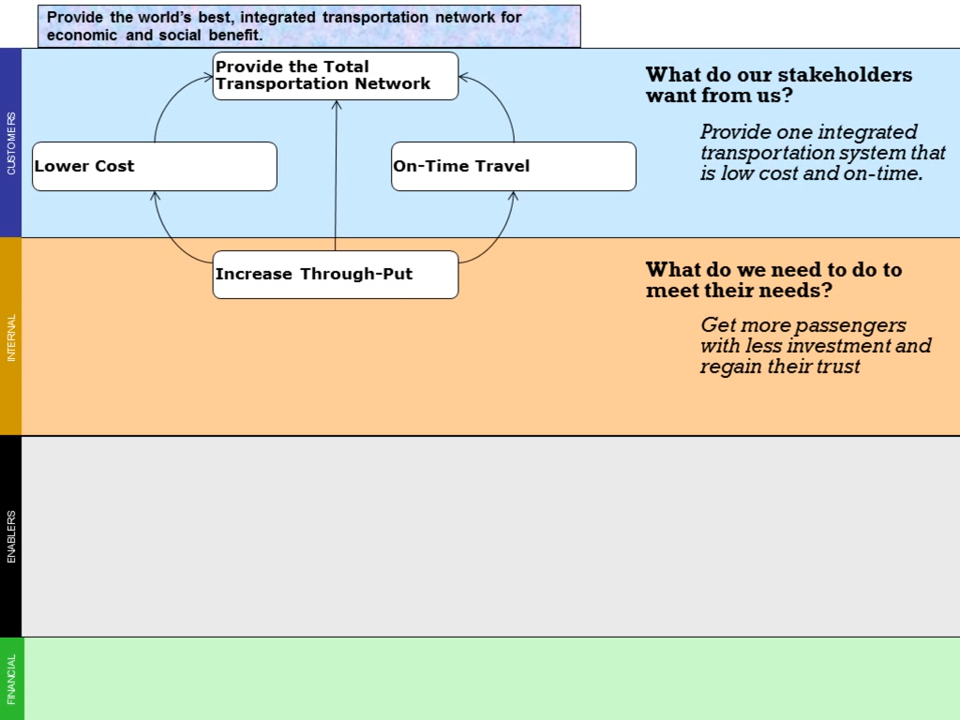 Provide the world's best, integrated transportation network for
economic and social benefit.
CUSTOMERS
Provide the Total
Transportation Network
Lower Cost
On-Time Travel
What do our stakeholders
want from us?
Provide one integrated
transportation system that
is low cost and on-time.
INTERNAL
Increase Through-Put
What do we need to do to
meet their needs?
Get more passengers
with less investment and
regain their trust
ENABLERS
FINANCIAL